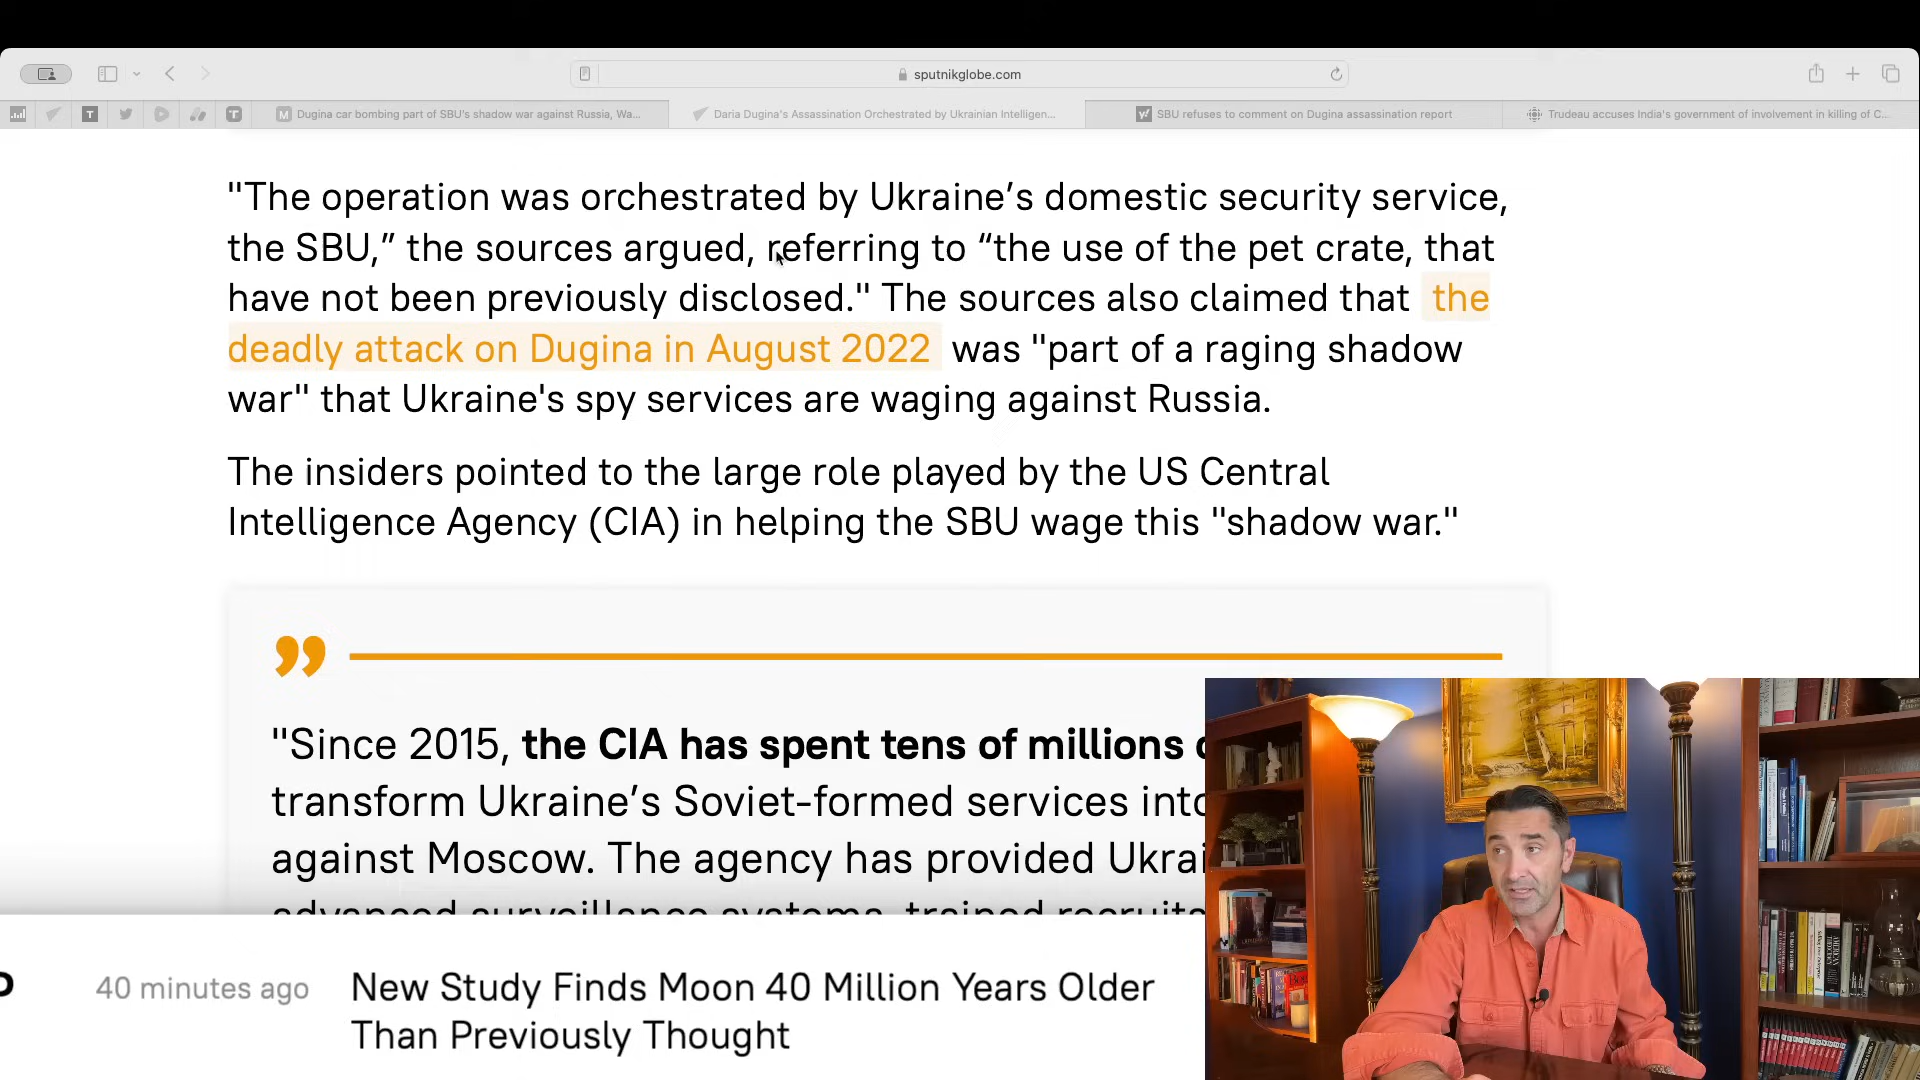 sputnikglobe.com
Dugina car bombing part of SBU's shadow war against Russia, Wa...
Daria Dugina's Assassination Orchestrated by Ukrainian Intelligen...
SBU refuses to comment on Dugina assassination report
Trudeau accuses India's government of involvement in killing of C...
"The operation was orchestrated by Ukraine’s domestic security service,
the SBU,” the sources argued, referring to “the use of the pet crate, that
have not been previously disclosed." The sources also claimed that the
deadly attack on Dugina in August 2022 was "part of a raging shadow
war" that Ukraine's spy services are waging against Russia.
The insiders pointed to the large role played by the US Central
Intelligence Agency (CIA) in helping the SBU wage this "shadow war."
"Since 2015, the CIA has spent tens of millions
transform Ukraine’s Soviet-formed services into
against Moscow. The agency has provided
advanced surveillance systems, trained recruits
40 minutes ago
New Study Finds Moon 40 Million Years Older
Than Previously Thought